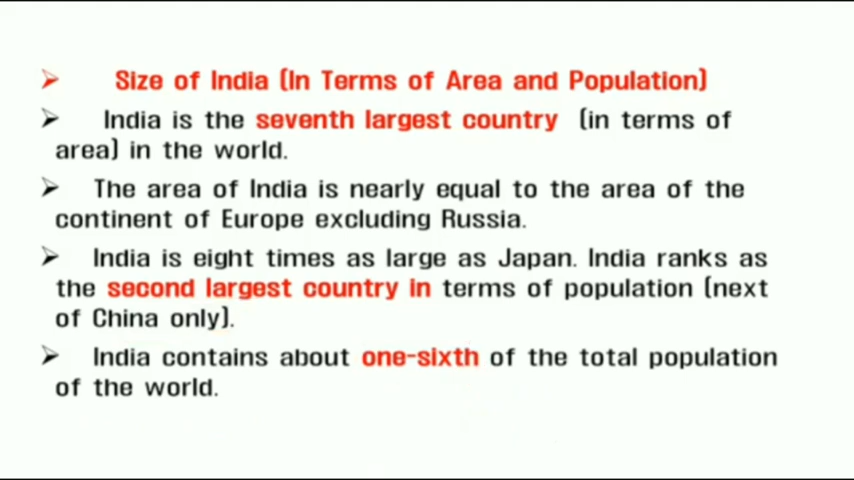 ➢ Size of India (In Terms of Area and Population)
➢ India is the seventh largest country (in terms of
area) in the world.
➢ The area of India is nearly equal to the area of the
continent of Europe excluding Russia.
➢ India is eight times as large as Japan. India ranks as
the second largest country in terms of population (next
of China only).
➢ India contains about one-sixth of the total population
of the world.